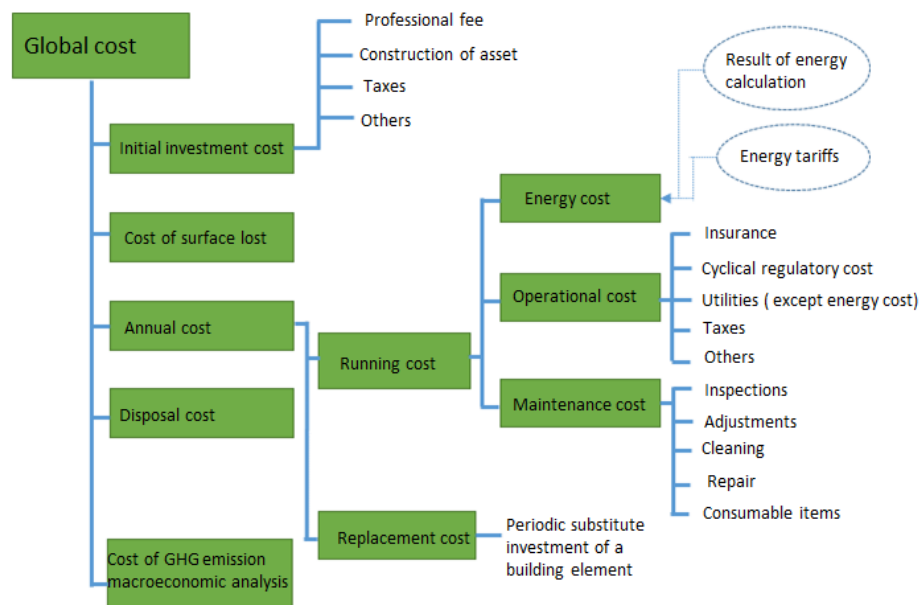 Global cost
Professional fee
Construction of asset
Taxes
Others
Initial investment cost
Cost of surface lost
Annual cost
Disposal cost
Cost of GHG emission
macroeconomic analysis
Running cost
Replacement cost
Periodic substitute
investment of a
building element
Energy cost
Result of energy
calculation
Energy tariffs
Operational cost
Insurance
Cyclical regulatory cost
Utilities ( except energy cost)
Taxes
Others
Maintenance cost
Inspections
Adjustments
Cleaning
Repair
Consumable items